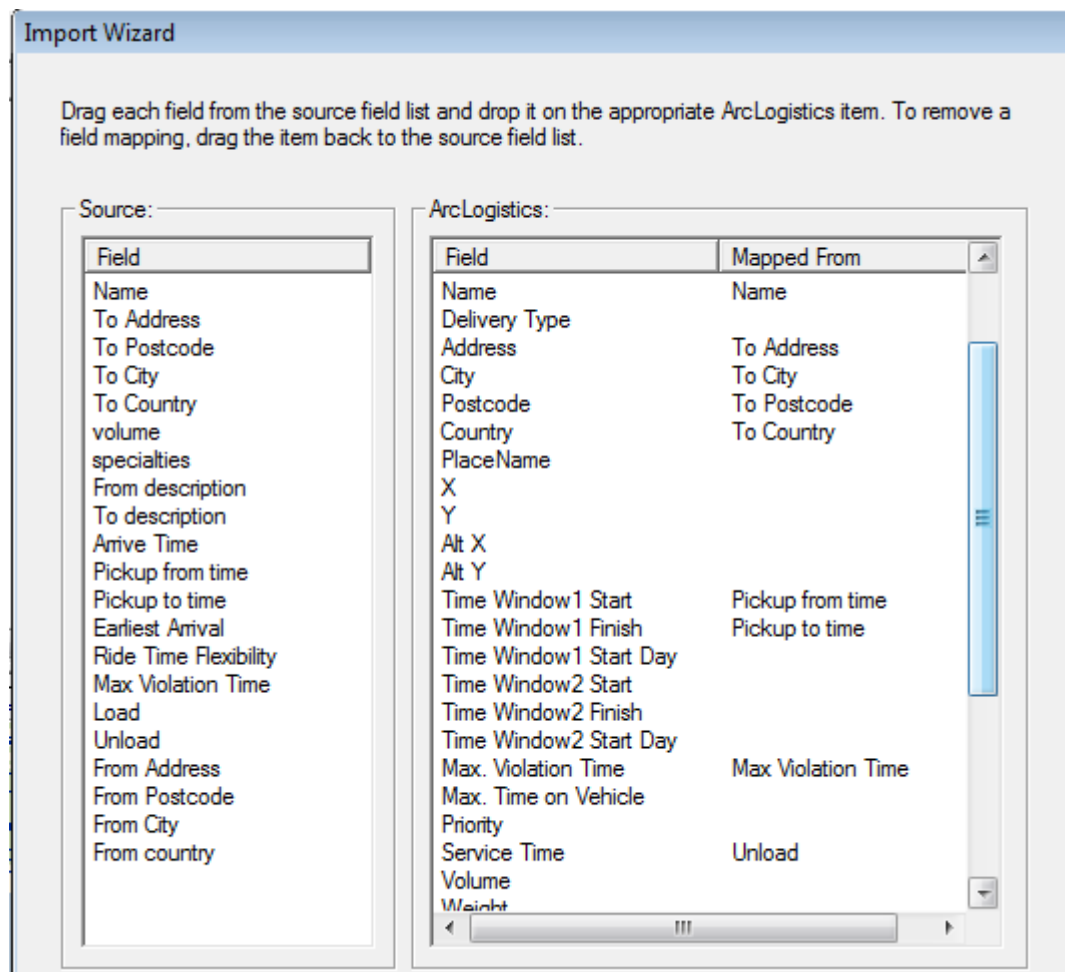 Import Wizard
Drag each field from the source field list and drop it on the appropriate ArcLogistics item. To remove a
field mapping, drag the item back to the source field list.
Source:
Field
Name
To Address
To Postcode
To City
To Country
volume
specialties
From description
To description
Arrive Time
Pickup from time
Pickup to time
Earliest Arrival
Ride Time Flexibility
Max Violation Time
Load
Unload
From Address
From Postcode
From City
From country
ArcLogistics:
Field Mapped From
Name Name
Delivery Type
Address To Address
City To City
Postcode To Postcode
Country To Country
PlaceName
X
Y
Alt X
Alt Y
Time Window1 Start Pickup from time
Time Window1 Finish Pickup to time
Time Window1 Start Day
Time Window2 Start
Time Window2 Finish
Time Window2 Start Day
Max. Violation Time Max Violation Time
Max. Time on Vehicle
Priority
Service Time Unload
Volume
Weight